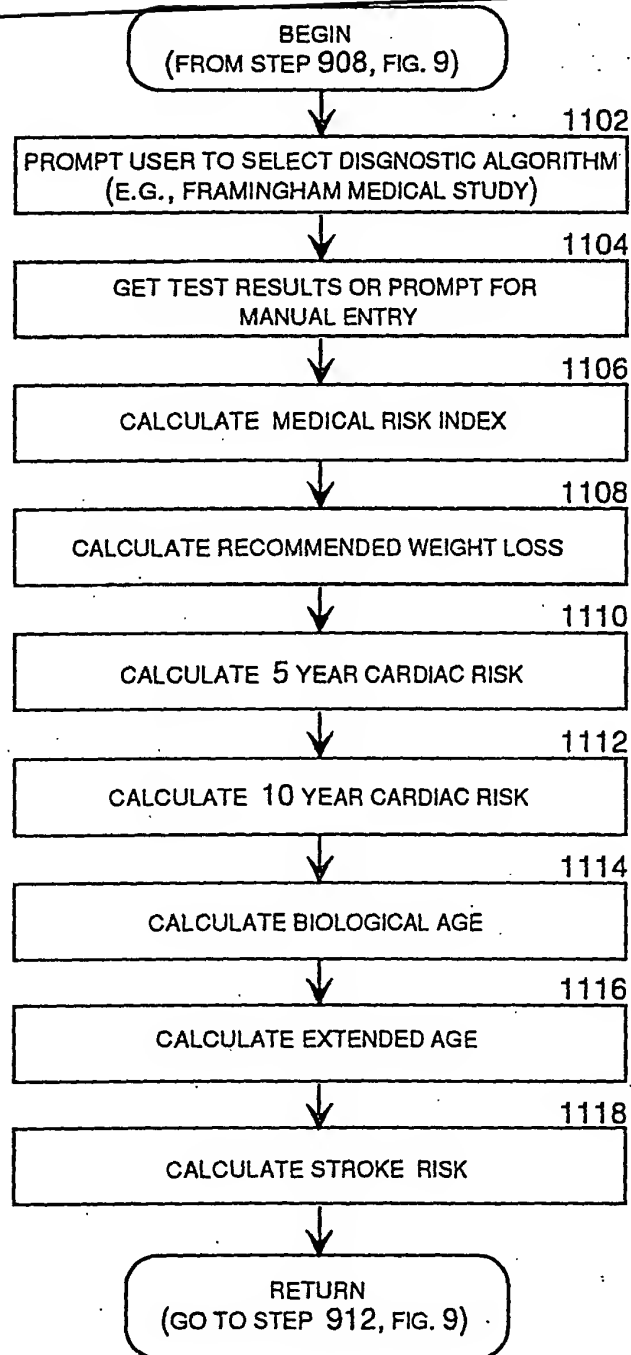 BEGIN
(FROM STEP 908, FIG. 9)
1102
PROMPT USER TO SELECT DISGNOSTIC ALGORITHM
(E.G., FRAMINGHAM MEDICAL STUDY)
1104
GET TEST RESULTS OR PROMPT FOR
MANUAL ENTRY
1106
CALCULATE MEDICAL RISK INDEX
1108
CALCULATE RECOMMENDED WEIGHT LOSS
1110
CALCULATE 5 YEAR CARDIAC RISK
1112
CALCULATE 10 YEAR CARDIAC RISK
1114
CALCULATE BIOLOGICAL AGE
1116
CALCULATE EXTENDED AGE
1118
CALCULATE STROKE RISK
RETURN
(GO TO STEP 912, FIG. 9)